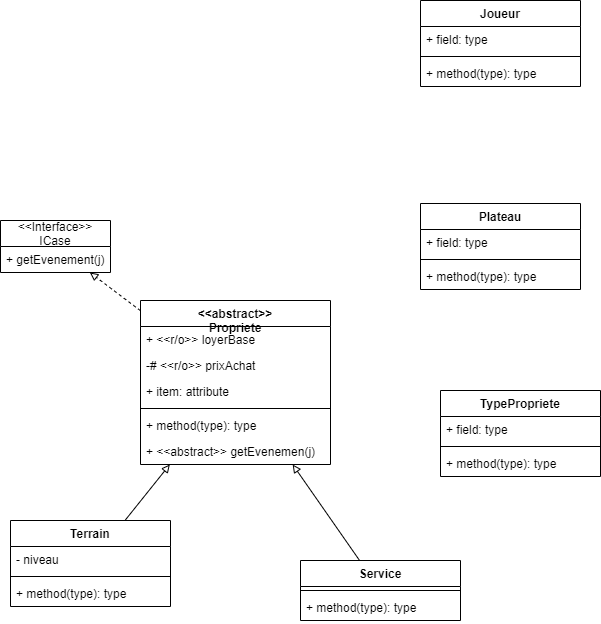 Joueur
+ field: type
+ method(type): type
Plateau
+ field: type
+ method(type): type
<<Interface>>
ICase
+ getEvenement(j)
<<abstract>>
Propriete
+ <<r/o>> loyerBase
-# <<r/o>> prixAchat
+ item: attribute
+ method(type): type
+ <<abstract>> getEvenemen(j)
TypePropriete
+ field: type
+ method(type): type
Terrain
- niveau
+ method(type): type
Service
+ method(type): type